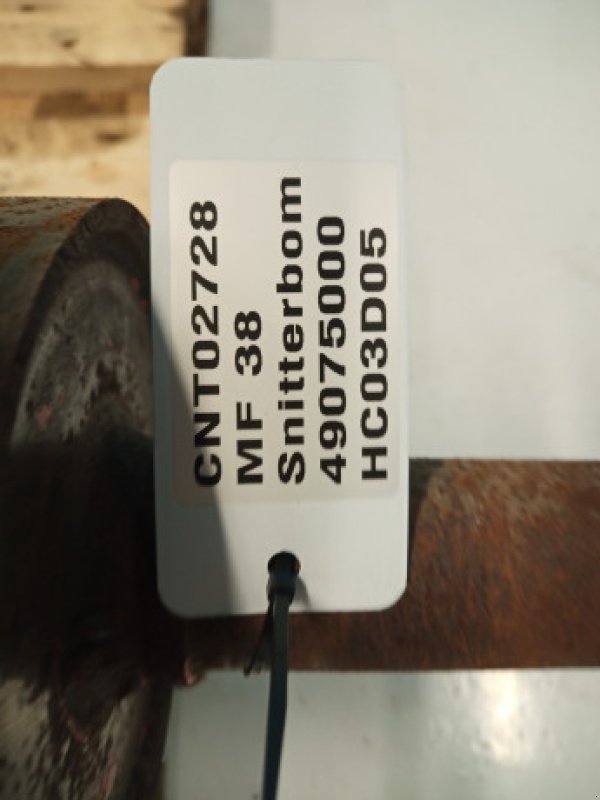 CNT02728
MF 38
Snitterbom
49075000
HC03D05